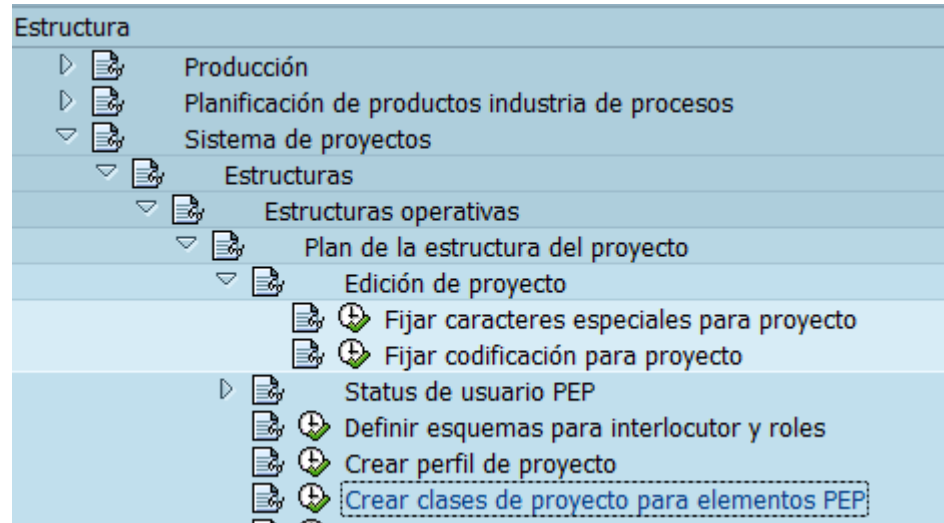 Estructura
Producción
Planificación de productos industria de procesos
Sistema de proyectos
Estructuras
Estructuras operativas
Plan de la estructura del proyecto
Edición de proyecto
Fijar caracteres especiales para proyecto
Fijar codificación para proyecto
Status de usuario PEP
Definir esquemas para interlocutor y roles
Crear perfil de proyecto
Crear clases de proyecto para elementos PEP